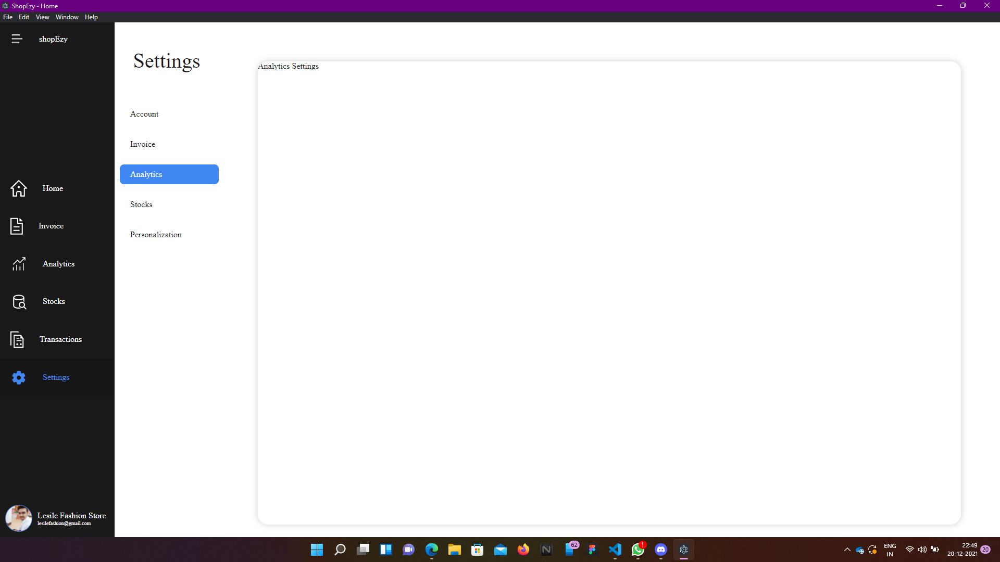 ShopEzy - Home
File Edit View Window Help
shopEzy
Home
Invoice
Analytics
Stocks
Transactions
Settings
Lesile Fashion Store
lesilefashion@gmail.com
Settings
Account
Invoice
Analytics
Stocks
Personalization
Analytics Settings
62
ENG
IN
22:49
20-12-2021
20